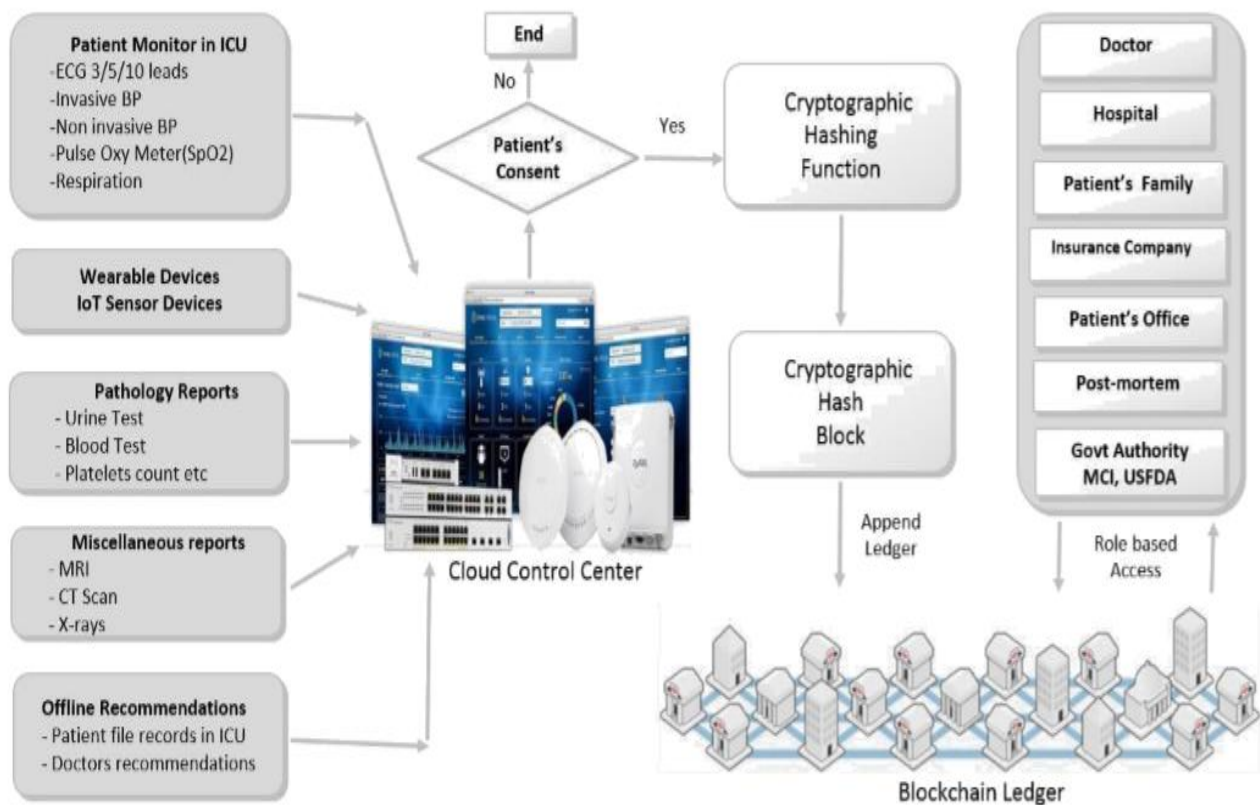 Patient Monitor in ICU
-ECG 3/5/10 leads
-Invasive BP
-Non invasive BP
-Pulse Oxy Meter(SpO2)
-Respiration
Wearable Devices
IoT Sensor Devices
Pathology Reports
- Urine Test
- Blood Test
- Platelets count etc
Miscellaneous reports
- MRI
- CT Scan
- X-rays
Offline Recommendations
- Patient file records in ICU
- Doctors recommendations
End
No
Patient's
Consent
Yes
Cloud Control Center
Cryptographic
Hashing
Function
Cryptographic
Hash
Block
Append
Ledger
Doctor
Hospital
Patient's Family
Insurance Company
Patient's Office
Post-mortem
Govt Authority
MCI, USFDA
Role based
Access
Blockchain Ledger